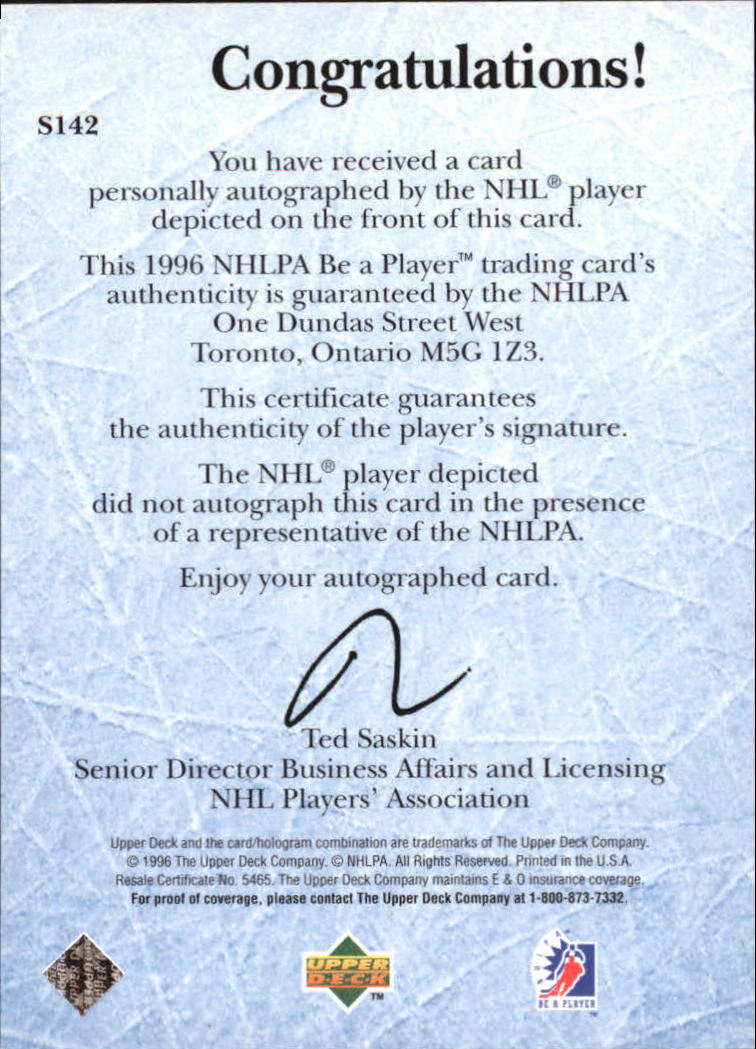 Congratulations!
S142
You have received a card
personally autographed by the NHL® player
depicted on the front of this card.
This 1996 NHLPA Be a Player™ trading card's
authenticity is guaranteed by the NHLPA
One Dundas Street West
Toronto, Ontario M5G 1Z3.
This certificate guarantees
the authenticity of the player's signature.
The NHL® player depicted
did not autograph this card in the presence
of a representative of the NHLPA.
Enjoy your autographed card.
Ted Saskin
Senior Director Business Affairs and Licensing
NHL Players' Association
Upper Deck and the card/hologram combination are trademarks of The Upper Deck Company.
© 1996 The Upper Deck Company. © NHLPA. All Rights Reserved. Printed in the U.S.A.
Resale Certificate No. 5465. The Upper Deck Company maintains E & O insurance coverage.
For proof of coverage, please contact The Upper Deck Company at 1-800-873-7332.
UPPER
D·E·C·K
TM
NHLPA
BE A PLAYER
TM